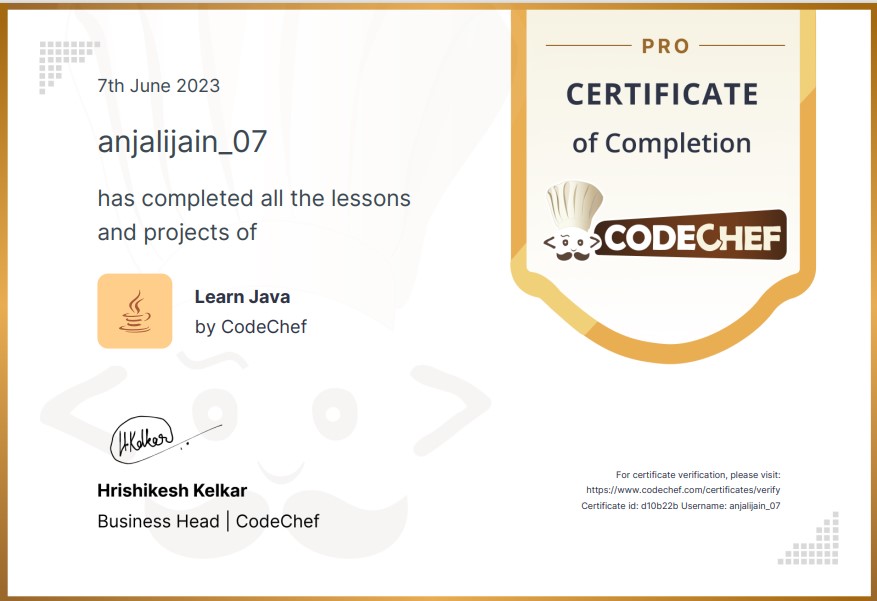 7th June 2023
anjalijain_07
has completed all the lessons
and projects of
Learn Java
by CodeChef
H.Kelkar
Hrishikesh Kelkar
Business Head | CodeChef
PRO
CERTIFICATE
of Completion
CODECHEF
For certificate verification, please visit:
https://www.codechef.com/certificates/verify
Certificate id: d10b22b Username: anjalijain_07